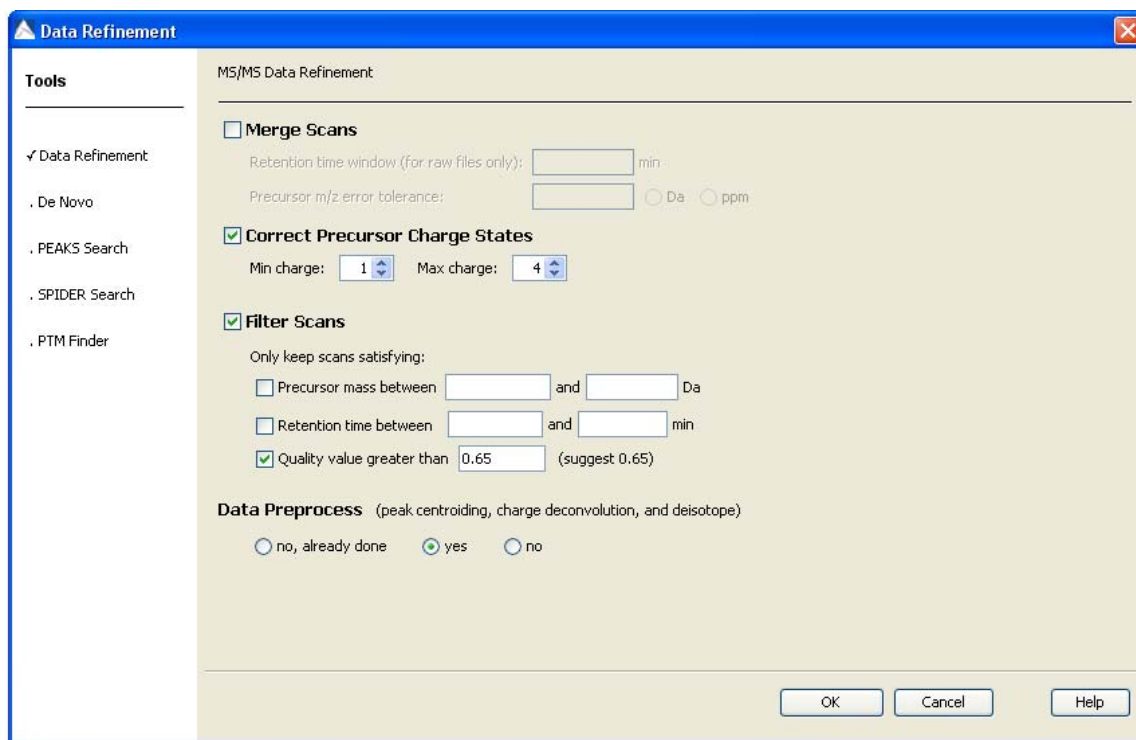 Data Refinement
Tools
✓ Data Refinement
. De Novo
. PEAKS Search
. SPIDER Search
. PTM Finder
MS/MS Data Refinement
Merge Scans
Retention time window (for raw files only): min
Precursor m/z error tolerance: Da ppm
Correct Precursor Charge States
Min charge: 1 Max charge: 4
Filter Scans
Only keep scans satisfying:
Precursor mass between and Da
Retention time between and min
Quality value greater than 0.65 (suggest 0.65)
Data Preprocess (peak centroiding, charge deconvolution, and deisotope)
no, already done yes no
OK Cancel Help